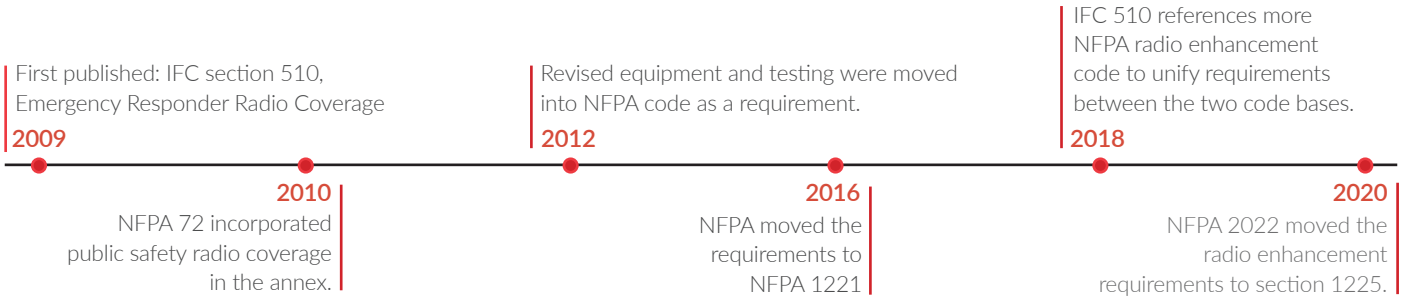 First published: IFC section 510,
Emergency Responder Radio Coverage
2009
2010
NFPA 72 incorporated
public safety radio coverage
in the annex.
Revised equipment and testing were moved
into NFPA code as a requirement.
2012
2016
NFPA moved the
requirements to
NFPA 1221
IFC 510 references more
NFPA radio enhancement
code to unify requirements
between the two code bases.
2018
2020
NFPA 2022 moved the
radio enhancement
requirements to section 1225.